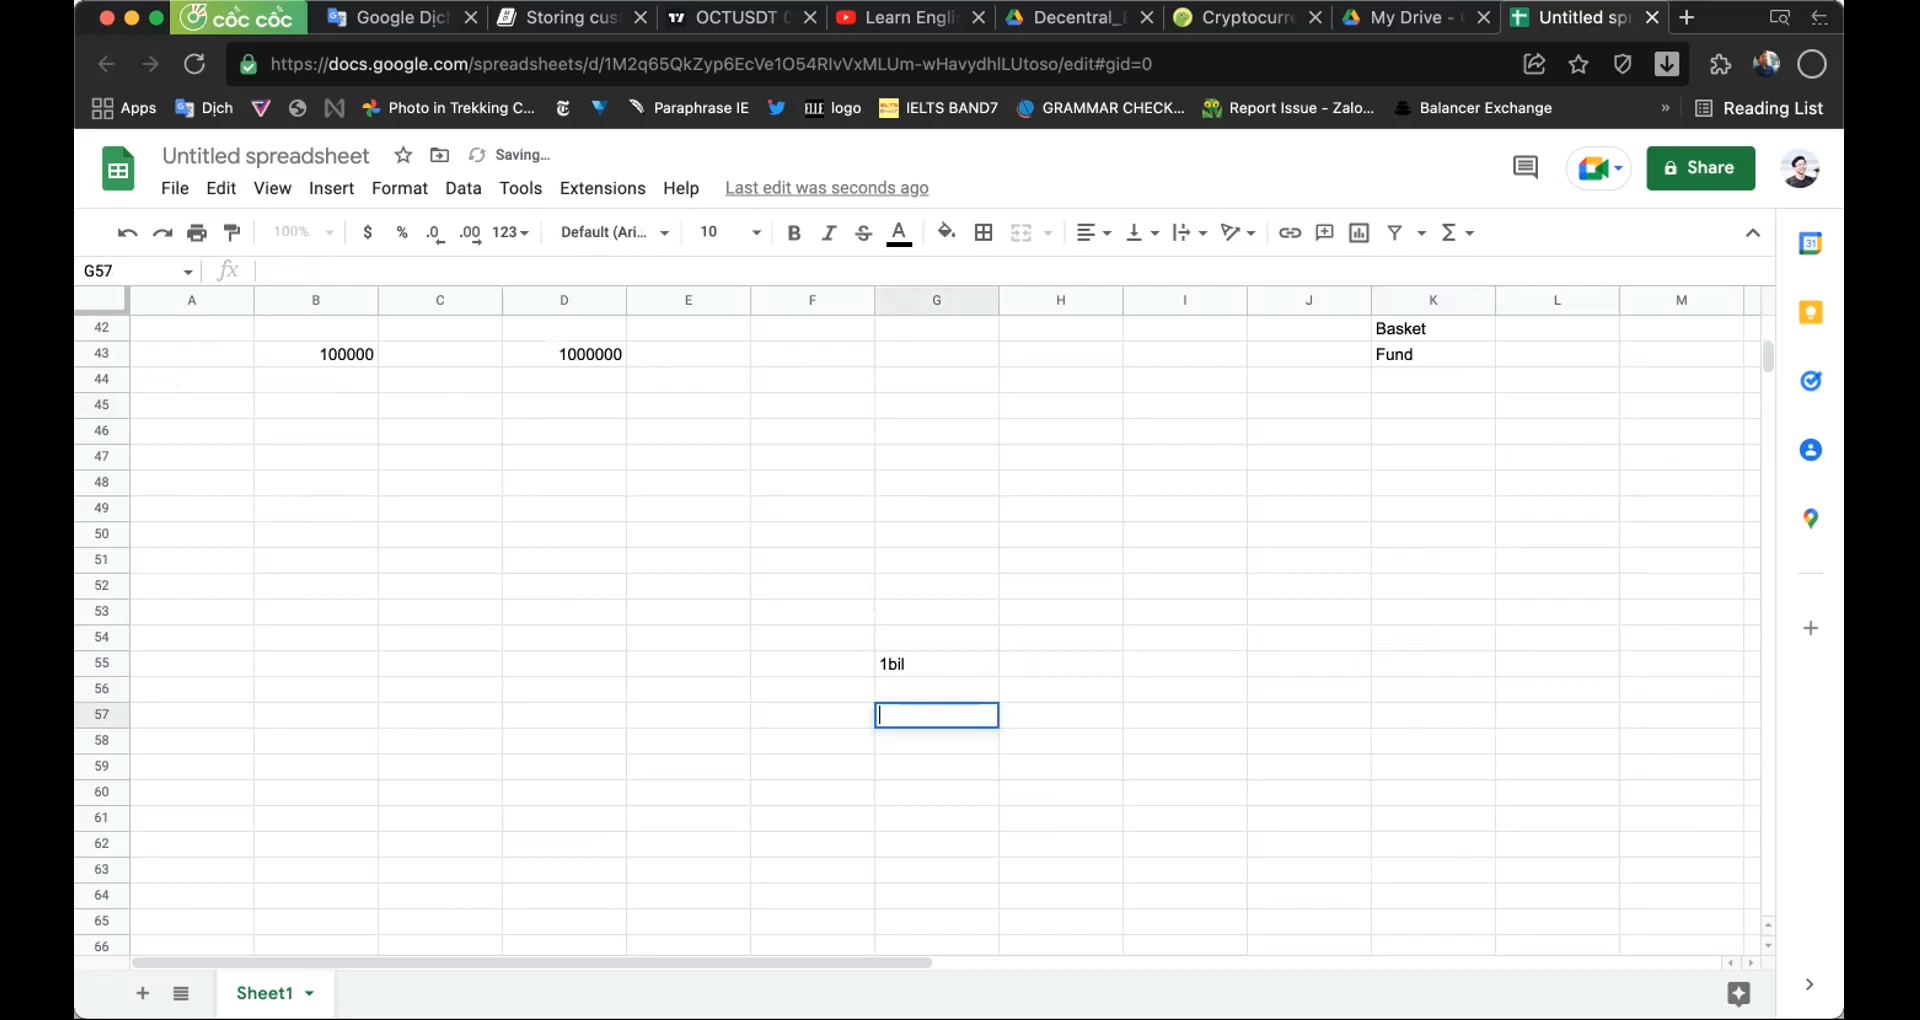 cốc cốc Google Dịch Storing cus OCTUSDT Learn Engli Decentral_ Cryptocurre My Drive - Untitled sp
https://docs.google.com/spreadsheets/d/1M2q65QkZyp6EcVe1O54RIvVxMLUm-wHavydhlLUtoso/edit#gid=0
Apps Dịch Photo in Trekking C... Paraphrase IE logo IELTS BAND7 GRAMMAR CHECK... Report Issue - Zalo... Balancer Exchange » Reading List
Untitled spreadsheet Saving...
Share
File Edit View Insert Format Data Tools Extensions Help Last edit was seconds ago
100% $ % .0 .00 123 Default (Ari... 10 B I S A Σ 31
G57 fx
A B C D E F G H I J K L M
42 Basket
43 100000 1000000 Fund
44
45
46
47
48
49
50
51
52
53
54
55 1bil
56
57
58
59
60
61
62
63
64
65
66
Sheet1